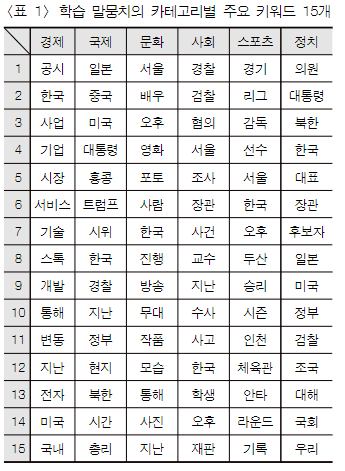 <표 1> 학습 말뭉치의 카테고리별 주요 키워드 15개
경제 국제 문화 사회 스포츠 정치
1 공시 일본 서울 경찰 경기 의원
2 한국 중국 배우 검찰 리그 대통령
3 사업 미국 오후 혐의 감독 북한
4 기업 대통령 영화 서울 선수 한국
5 시장 홍콩 포토 조사 서울 대표
6 서비스 트럼프 사람 장관 한국 장관
7 기술 시위 한국 사건 오후 후보자
8 스톡 한국 진행 교수 두산 일본
9 개발 경찰 방송 지난 승리 미국
10 통해 지난 무대 수사 시즌 정부
11 변동 정부 작품 사고 인천 검찰
12 지난 현지 모습 한국 체육관 조국
13 전자 북한 통해 학생 안타 대해
14 미국 시간 사진 오후 라운드 국회
15 국내 총리 지난 재판 기록 우리